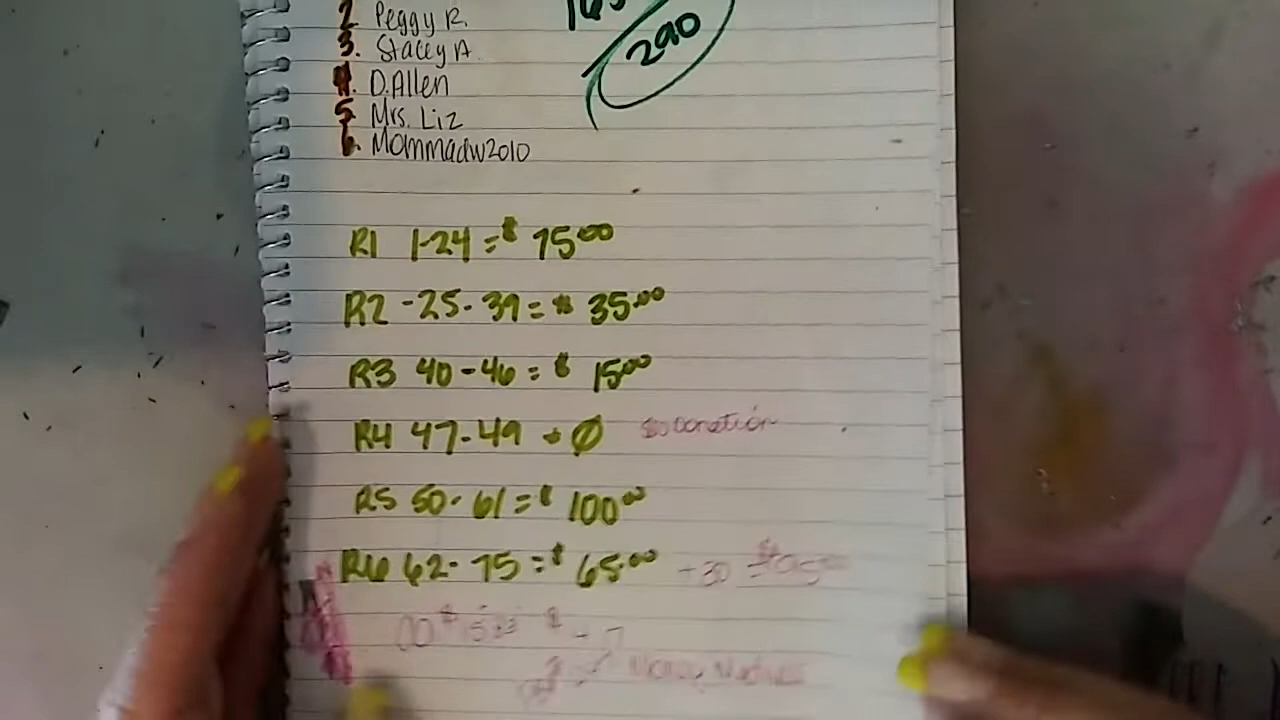 2 Peggy R.
3. Stacey A
290
4. D.Allen
5. Mrs. Liz
6. Mommadw2010
R1 1-24 = $ 75.00
R2 -25-39 = $ 35.00
R3 40-46 = $ 15.00
R4 47-49 → Ø
R5 50-61 = $ 100.00
R6 62-75 = $ 65.00 +30